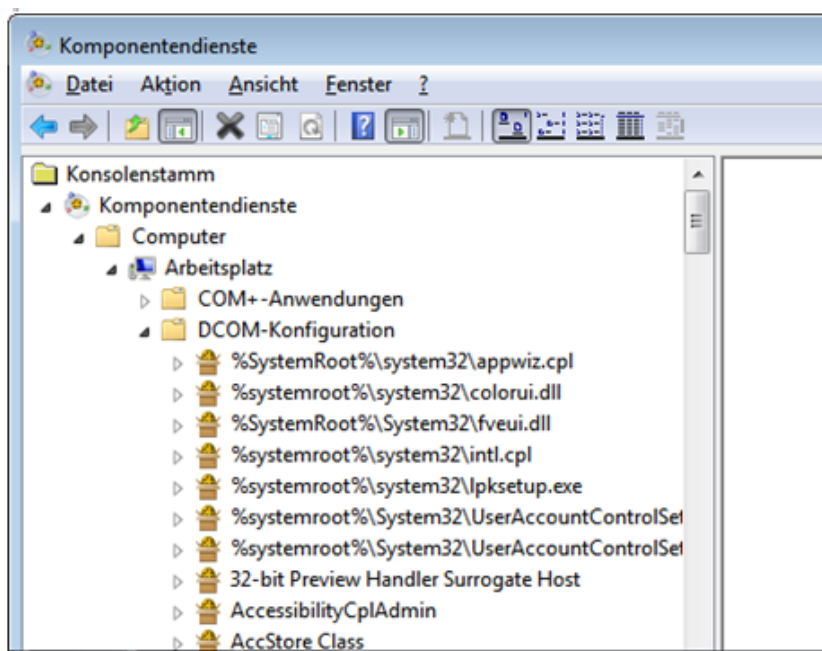 Komponentendienste
Datei Aktion Ansicht Fenster ?
Konsolenstamm
Komponentendienste
Computer
Arbeitsplatz
COM+-Anwendungen
DCOM-Konfiguration
%SystemRoot%\system32\appwiz.cpl
%systemroot%\system32\colorui.dll
%SystemRoot%\System32\fveui.dll
%systemroot%\system32\intl.cpl
%systemroot%\system32\lpksetup.exe
%systemroot%\System32\UserAccountControlSet
%systemroot%\System32\UserAccountControlSet
32-bit Preview Handler Surrogate Host
AccessibilityCplAdmin
AccStore Class